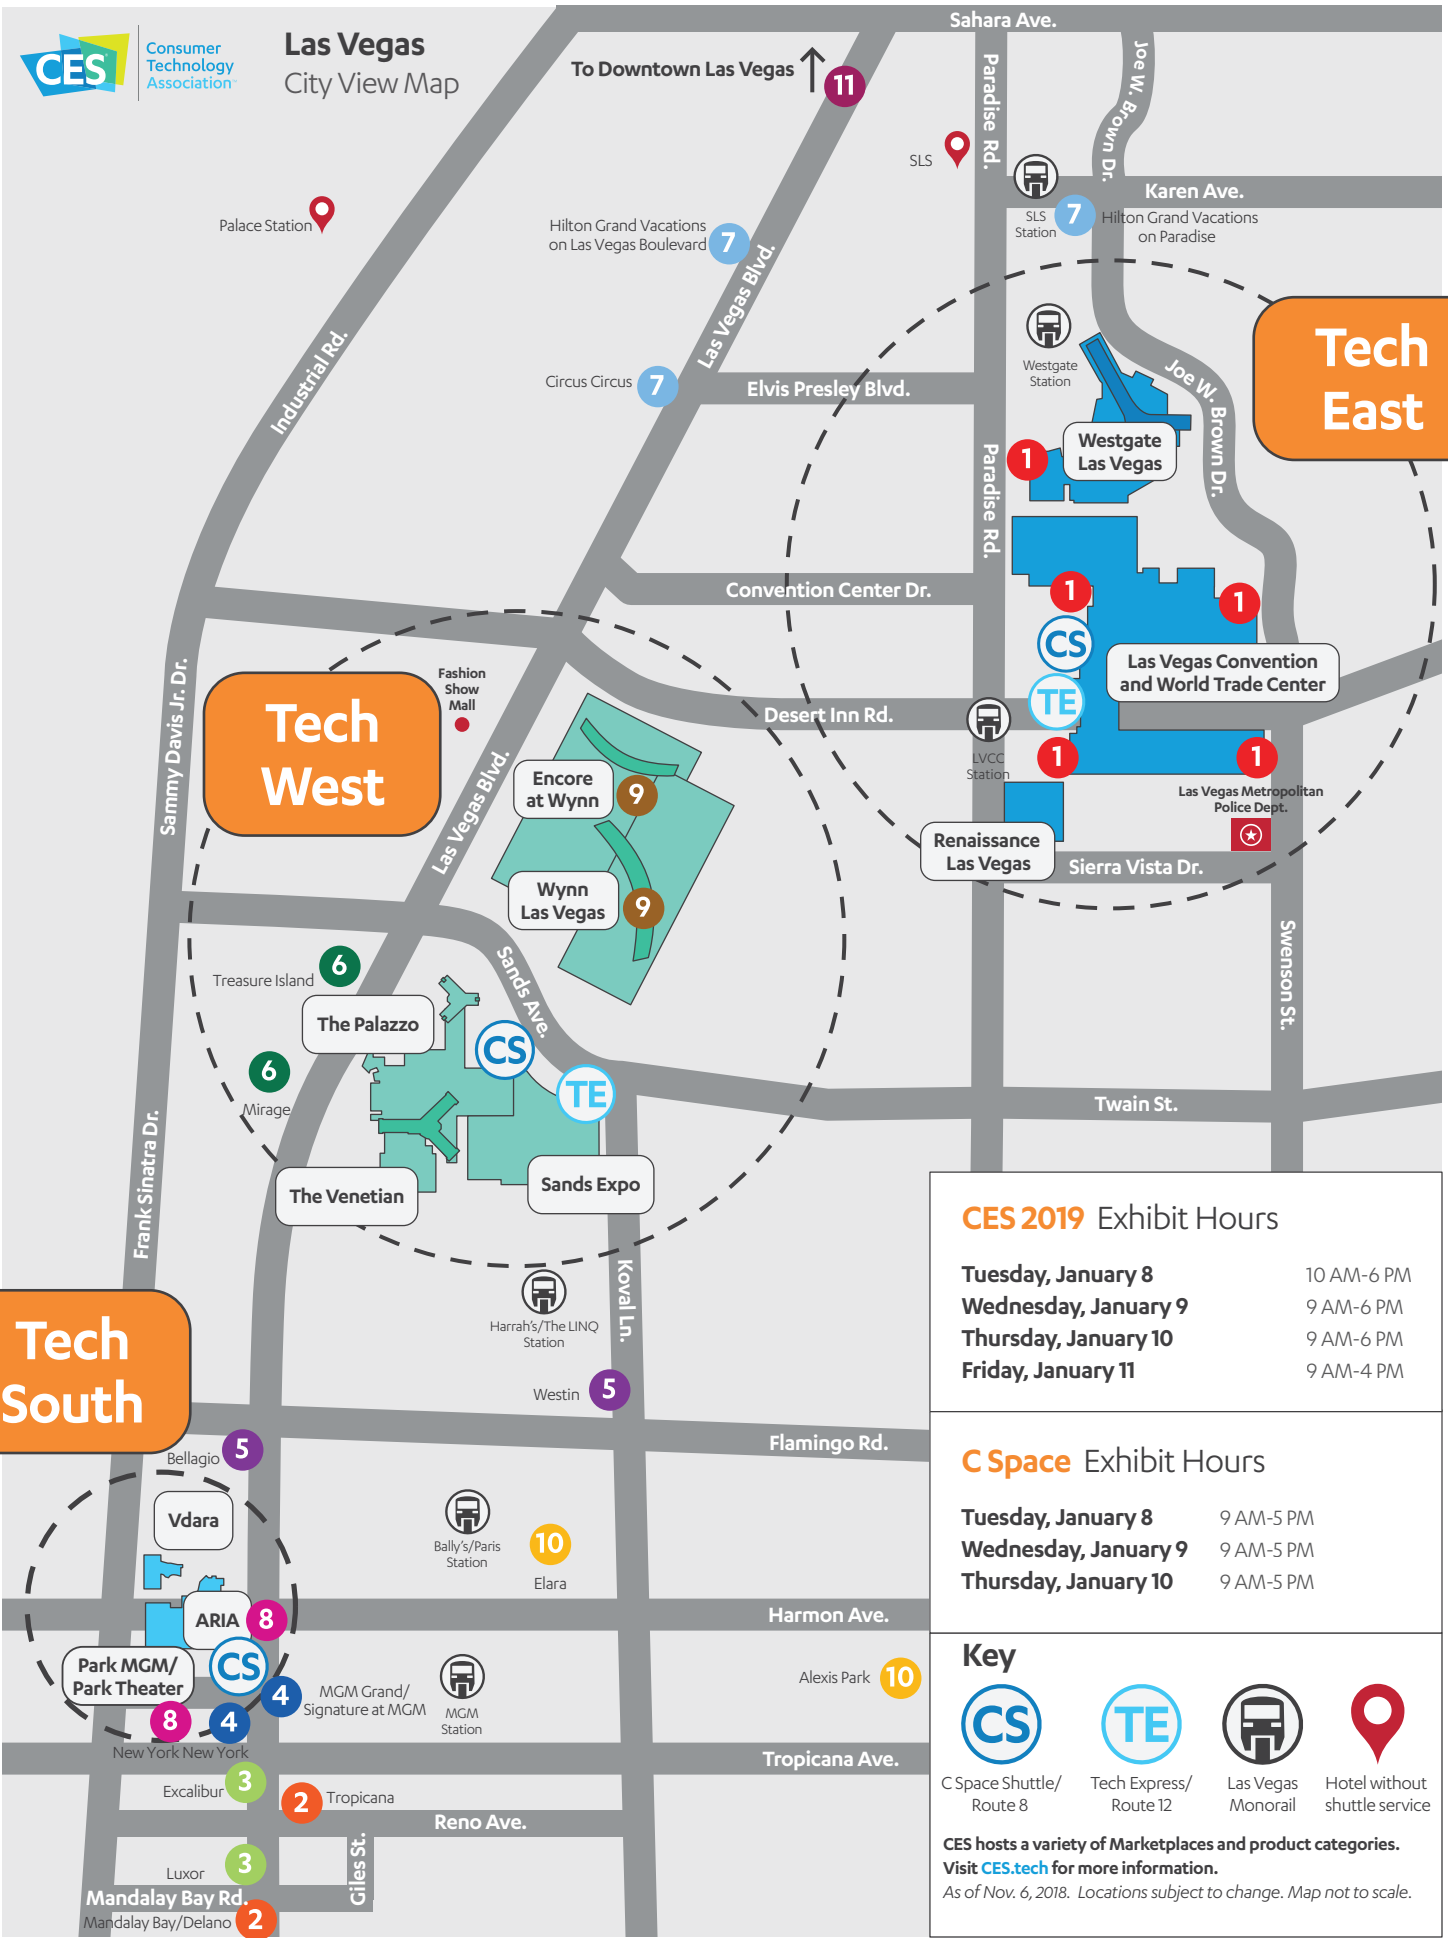 CES
Consumer
Technology
Association
Las Vegas
City View Map
Sahara Ave.
To Downtown Las Vegas
11
Paradise Rd.
Joe W. Brown Dr.
SLS
Karen Ave.
SLS
Station
7
Hilton Grand Vacations
on Paradise
Palace Station
Hilton Grand Vacations
on Las Vegas Boulevard
7
Las Vegas Blvd.
Industrial Rd.
Tech
East
Westgate
Station
Circus Circus
7
Elvis Presley Blvd.
Joe W. Brown Dr.
Westgate
Las Vegas
1
Paradise Rd.
Convention Center Dr.
1
1
CS
TE
Las Vegas Convention
and World Trade Center
Sammy Davis Jr. Dr.
Fashion
Show
Mall
Tech
West
Desert Inn Rd.
LVCC
Station
1
1
Las Vegas Metropolitan
Police Dept.
Encore
at Wynn
9
Las Vegas Blvd.
Renaissance
Las Vegas
Sierra Vista Dr.
Wynn
Las Vegas
9
Swenson St.
Sands Ave.
Treasure Island
6
The Palazzo
CS
6
Mirage
TE
Twain St.
Frank Sinatra Dr.
The Venetian
Sands Expo
Koval Ln.
Harrah's/The LINQ
Station
Tech
South
Westin
5
Flamingo Rd.
Bellagio
5
Vdara
Bally's/Paris
Station
10
Elara
ARIA
8
Harmon Ave.
Park MGM/
Park Theater
CS
4
MGM Grand/
Signature at MGM
MGM
Station
Alexis Park
10
8
4
New York New York
Tropicana Ave.
Excalibur
3
2
Tropicana
Reno Ave.
Giles St.
Luxor
3
Mandalay Bay Rd.
Mandalay Bay/Delano
2
CES 2019 Exhibit Hours
Tuesday, January 8 10 AM-6 PM
Wednesday, January 9 9 AM-6 PM
Thursday, January 10 9 AM-6 PM
Friday, January 11 9 AM-4 PM
C Space Exhibit Hours
Tuesday, January 8 9 AM-5 PM
Wednesday, January 9 9 AM-5 PM
Thursday, January 10 9 AM-5 PM
Key
CS
TE
C Space Shuttle/
Route 8
Tech Express/
Route 12
Las Vegas
Monorail
Hotel without
shuttle service
CES hosts a variety of Marketplaces and product categories.
Visit CES.tech for more information.
As of Nov. 6, 2018. Locations subject to change. Map not to scale.